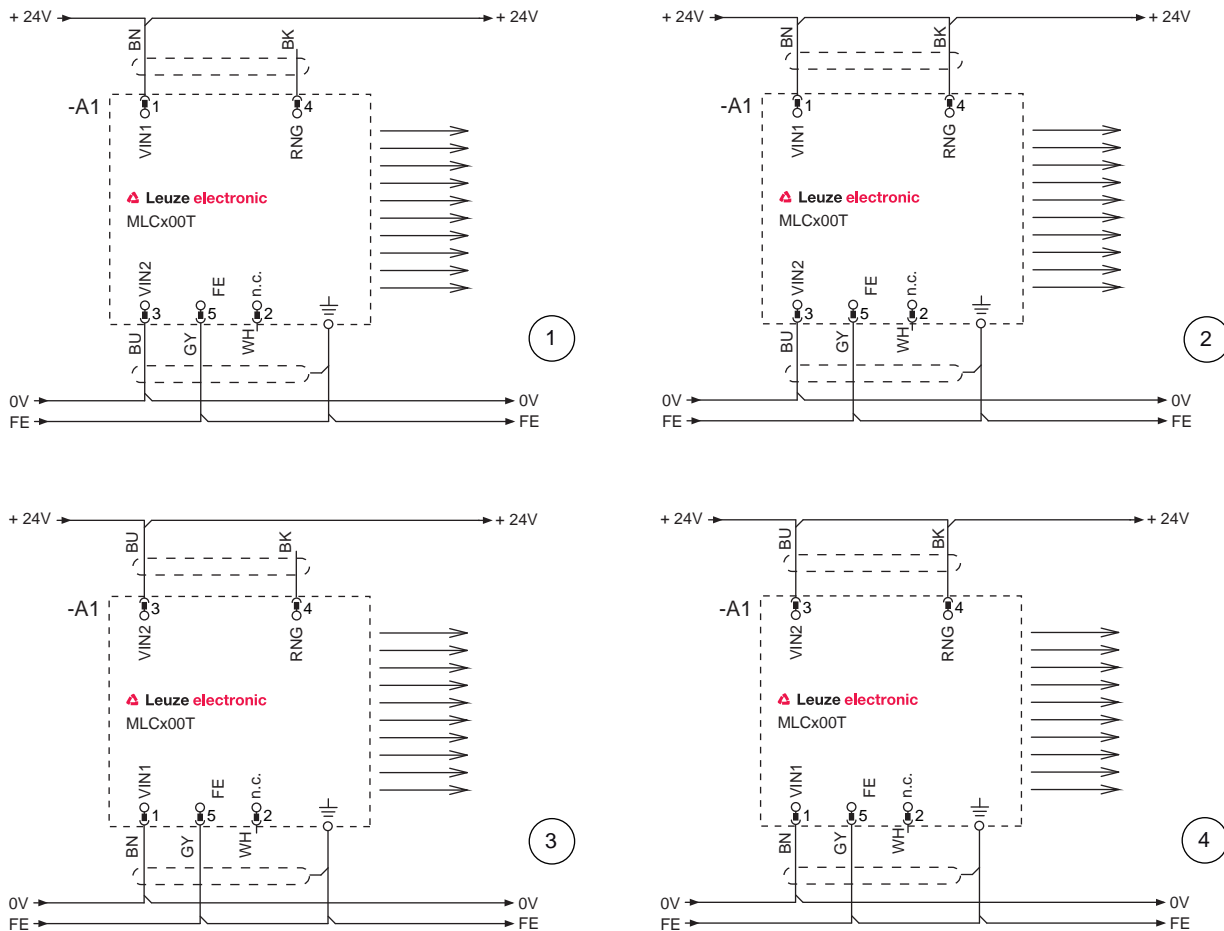 + 24V
+ 24V
BN
BK
-A1
1
4
VIN1
RNG
Leuze electronic
MLCx00T
VIN2
FE
n.c.
3
5
2
BU
GY
WH
1
0V
0V
FE
FE
+ 24V
+ 24V
BN
BK
-A1
1
4
VIN1
RNG
Leuze electronic
MLCx00T
VIN2
FE
n.c.
3
5
2
BU
GY
WH
2
0V
0V
FE
FE
+ 24V
+ 24V
BU
BK
-A1
3
4
VIN2
RNG
Leuze electronic
MLCx00T
VIN1
FE
n.c.
1
5
2
BN
GY
WH
3
0V
0V
FE
FE
+ 24V
+ 24V
BU
BK
-A1
3
4
VIN2
RNG
Leuze electronic
MLCx00T
VIN1
FE
n.c.
1
5
2
BN
GY
WH
4
0V
0V
FE
FE